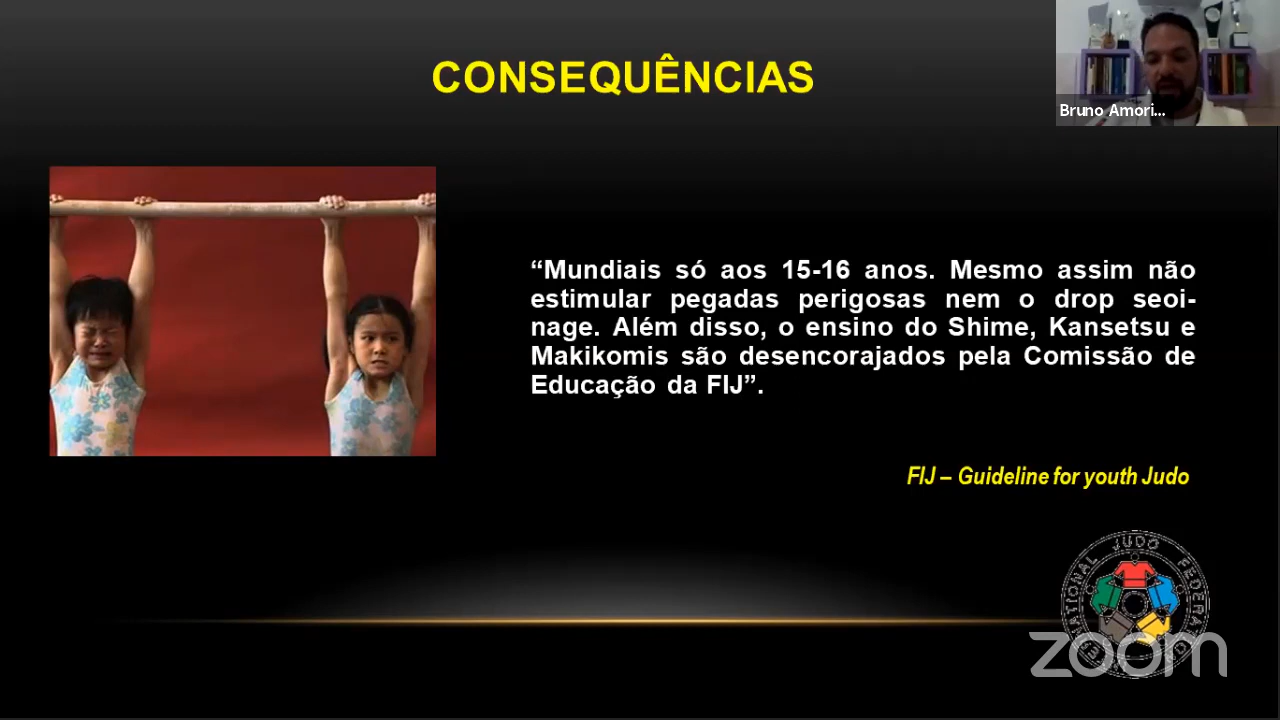 CONSEQUÊNCIAS
Bruno Amori...
“Mundiais só aos 15-16 anos. Mesmo assim não
estimular pegadas perigosas nem o drop seoi-
nage. Além disso, o ensino do Shime, Kansetsu e
Makikomis são desencorajados pela Comissão de
Educação da FIJ”.
FIJ – Guideline for youth Judo
JUDO
zoom